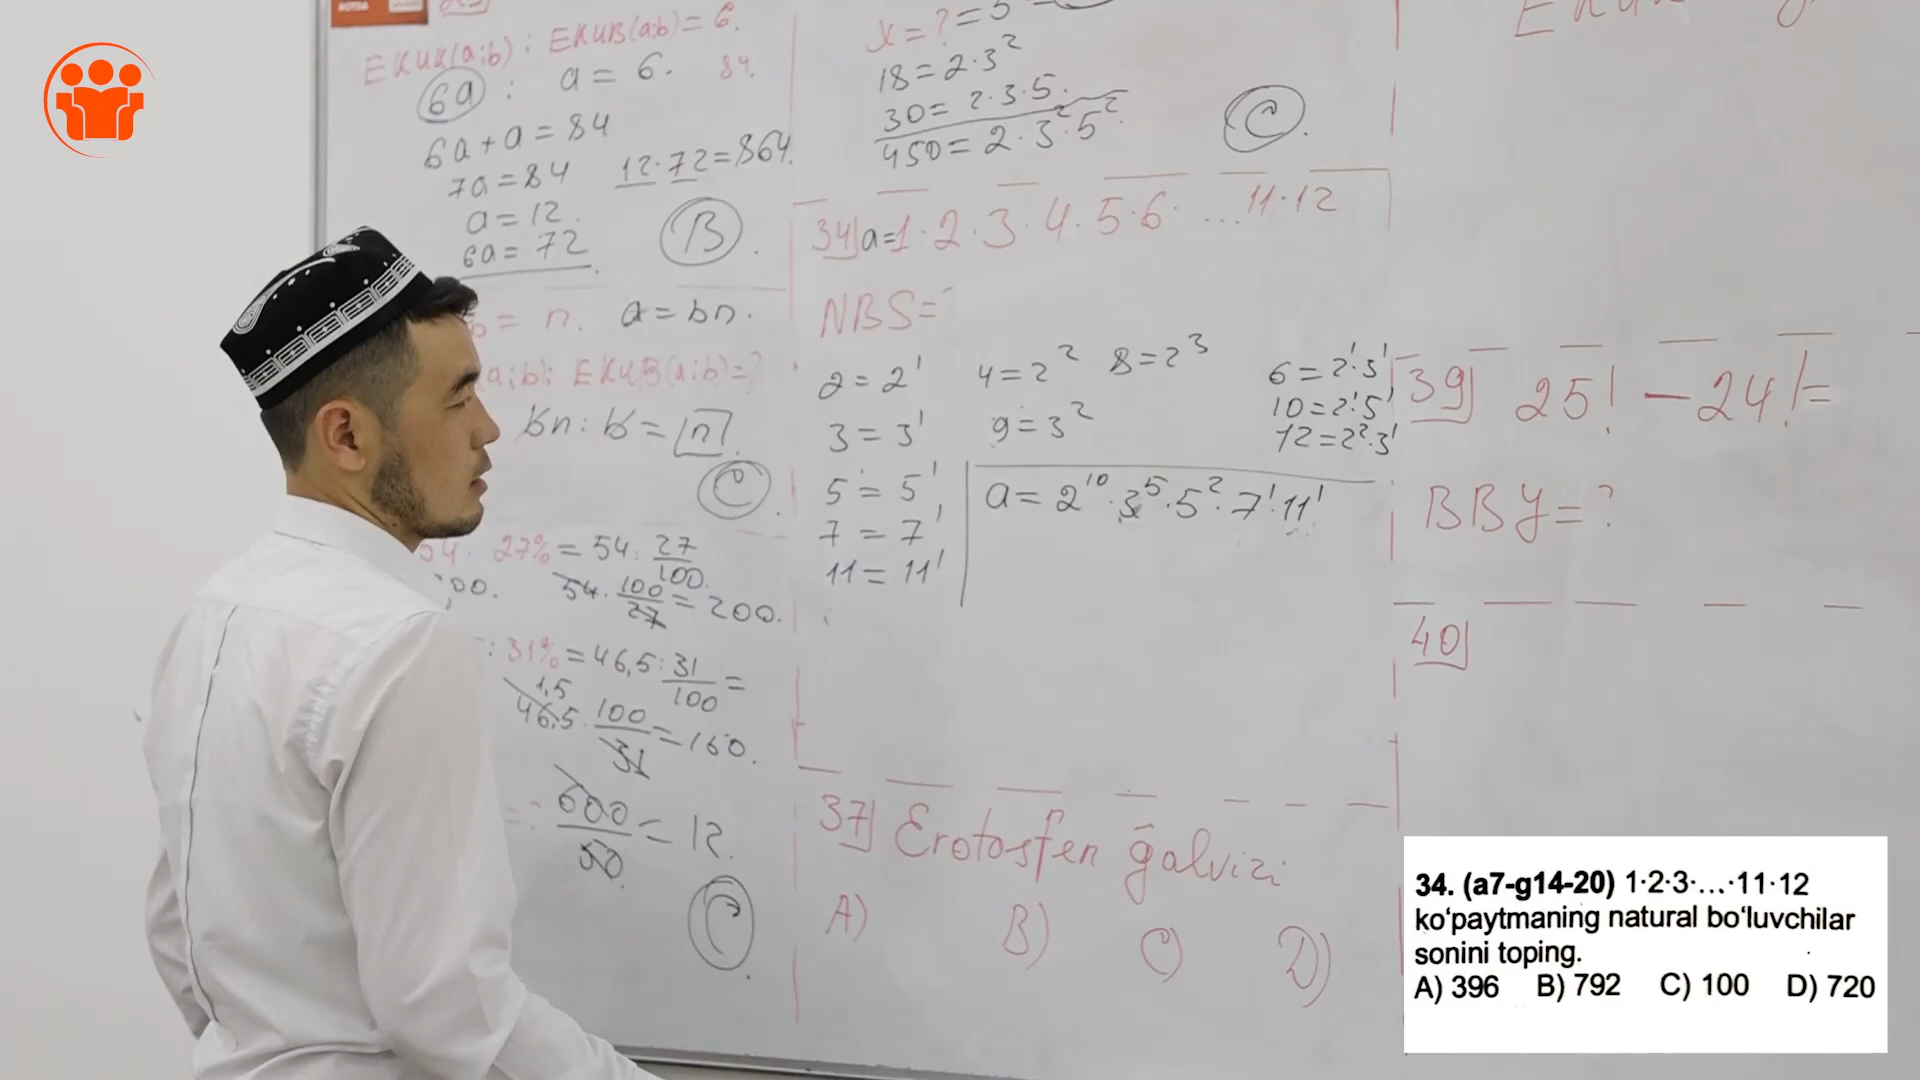 EKUK(a;b) : EKUB(a;b) = 6.
6a : a = 6. 84.
6a + a = 84
7a = 84 12·72=864.
a = 12.
6a = 72
B.
= n. a = bn.
a;b): EKUB(a;b)=?
bn : b = n.
C.
54. 27% = 54 : 27/100
54 · 100/27 = 200.
: 31% = 46,5 : 31/100 =
1,5
46,5 · 100/31 = 160.
600/50 = 12.
C.
x = ? = 5
18 = 2·3²
30 = 2·3·5.
450 = 2·3²·5².
C.
34) a=1·2·3·4·5·6· ...11·12
NBS=?
2 = 2¹ 4 = 2² 8 = 2³ 6 = 2¹·3¹
3 = 3¹ 9 = 3² 10 = 2¹·5¹
5 = 5¹ 12 = 2²·3¹
7 = 7¹
11 = 11¹
a = 2¹⁰·3⁵·5²·7¹·11¹
37) Erotosfen ğalviri
A) B) C) D)
39) 25! - 24! =
BBY = ?
40)
34. (a7-g14-20) 1·2·3·…·11·12
ko‘paytmaning natural bo‘luvchilar
sonini toping.
A) 396 B) 792 C) 100 D) 720